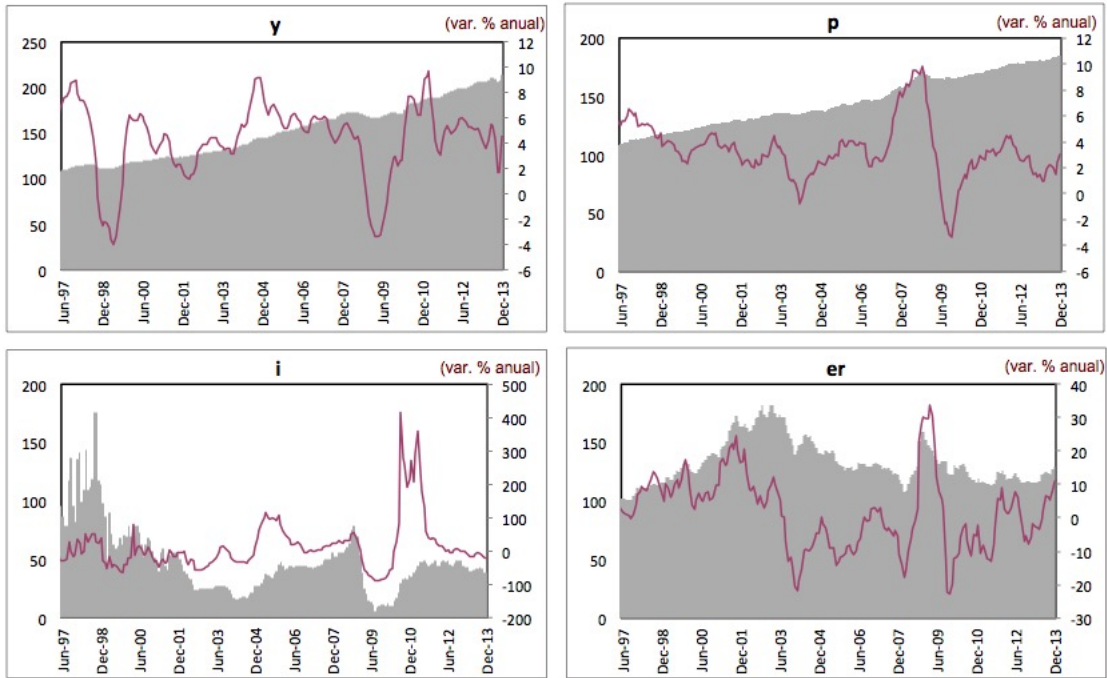 y
(var. % anual)
250
200
150
100
50
0
12
10
8
6
4
2
0
-2
-4
-6
Jun-97
Dec-98
Jun-00
Dec-01
Jun-03
Dec-04
Jun-06
Dec-07
Jun-09
Dec-10
Jun-12
Dec-13
p
(var. % anual)
200
150
100
50
0
12
10
8
6
4
2
0
-2
-4
-6
Jun-97
Dec-98
Jun-00
Dec-01
Jun-03
Dec-04
Jun-06
Dec-07
Jun-09
Dec-10
Jun-12
Dec-13
i
(var. % anual)
200
150
100
50
0
500
400
300
200
100
0
-100
-200
Jun-97
Dec-98
Jun-00
Dec-01
Jun-03
Dec-04
Jun-06
Dec-07
Jun-09
Dec-10
Jun-12
Dec-13
er
(var. % anual)
200
150
100
50
0
40
30
20
10
0
-10
-20
-30
Jun-97
Dec-98
Jun-00
Dec-01
Jun-03
Dec-04
Jun-06
Dec-07
Jun-09
Dec-10
Jun-12
Dec-13